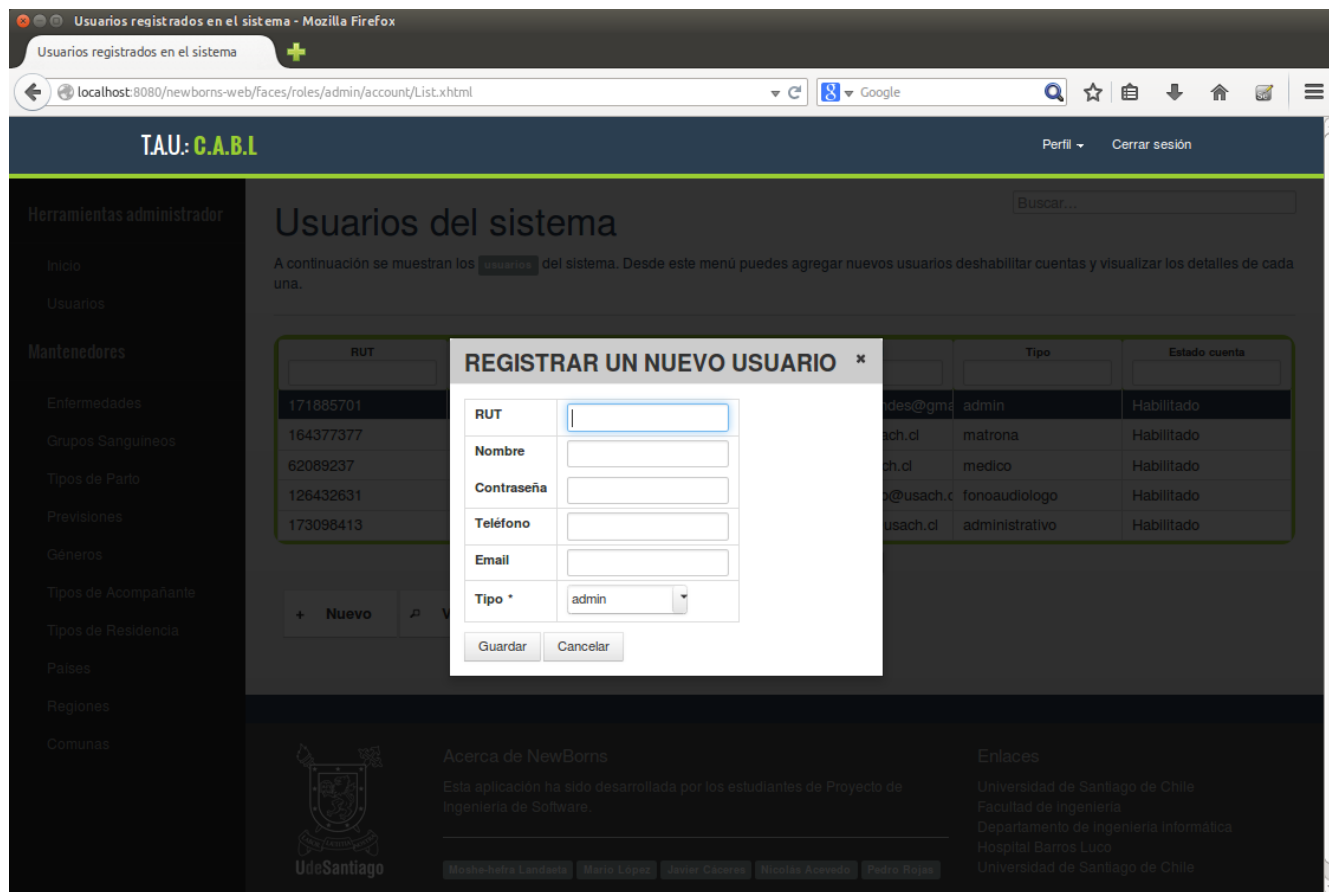 Usuarios registrados en el sistema - Mozilla Firefox
Usuarios registrados en el sistema
localhost:8080/newborns-web/faces/roles/admin/account/List.xhtml
Google
T.A.U.: C.A.B.L
Perfil
Cerrar sesión
Herramientas administrador
Inicio
Usuarios
Mantenedores
Enfermedades
Grupos Sanguineos
Tipos de Parto
Previsiones
Géneros
Tipos de Acompañante
Tipos de Residencia
Países
Regiones
Comunas
Buscar...
Usuarios del sistema
A continuación se muestran los usuarios del sistema. Desde este menú puedes agregar nuevos usuarios deshabilitar cuentas y visualizar los detalles de cada
una.
RUT Tipo Estado cuenta
171885701 ndes@gma admin Habilitado
164377377 ach.cl matrona Habilitado
62089237 ch.cl medico Habilitado
126432631 o@usach.c fonoaudiologo Habilitado
173098413 usach.cl administrativo Habilitado
+ Nuevo V
REGISTRAR UN NUEVO USUARIO
RUT
Nombre
Contraseña
Teléfono
Email
Tipo * admin
Guardar Cancelar
UdeSantiago
Acerca de NewBorns
Esta aplicación ha sido desarrollada por los estudiantes de Proyecto de
Ingeniería de Software.
Moshe-hetra Landaeta Mario López Javier Cáceres Nicolás Acevedo Pedro Rojas
Enlaces
Universidad de Santiago de Chile
Facultad de ingeniería
Departamento de ingeniería informática
Hospital Barros Luco
Universidad de Santiago de Chile